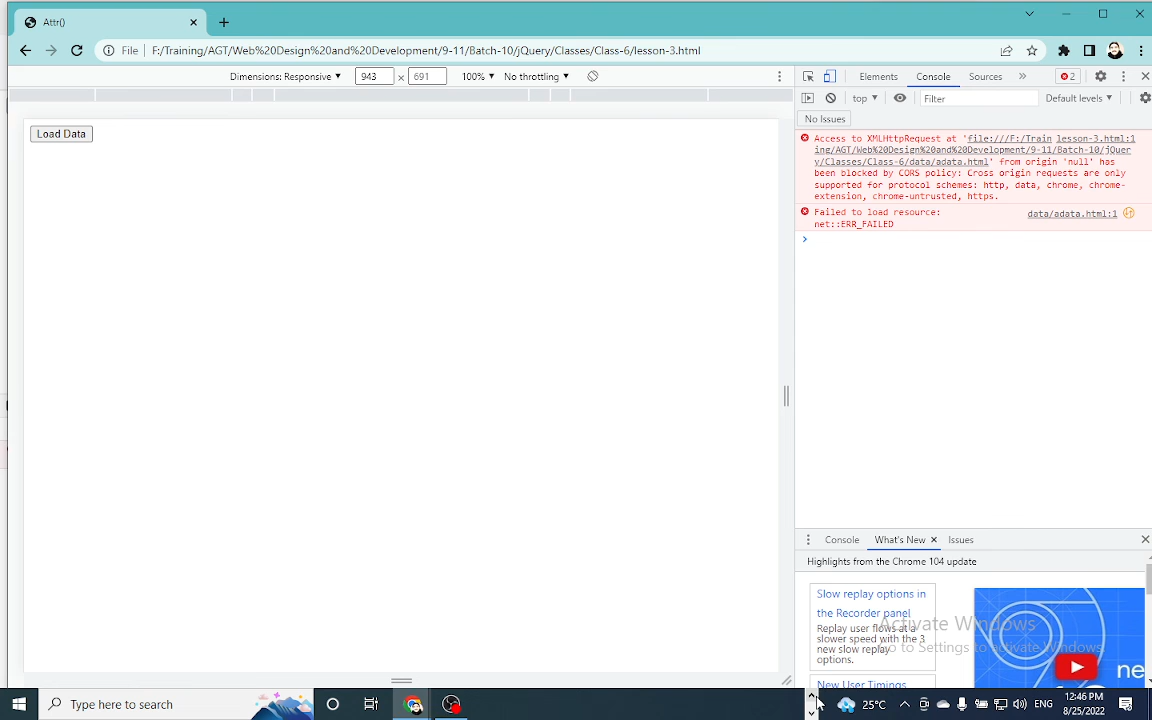 Attr()
File
F:/Training/AGT/Web%20Design%20and%20Development/9-11/Batch-10/jQuery/Classes/Class-6/lesson-3.html
Dimensions: Responsive 943 x 691 100% No throttling
Elements Console Sources 2
top Filter Default levels
No Issues
Load Data
Access to XMLHttpRequest at 'file:///F:/Train lesson-3.html:1
ing/AGT/Web%20Design%20and%20Development/9-11/Batch-10/jQuer
y/Classes/Class-6/data/adata.html' from origin 'null' has
been blocked by CORS policy: Cross origin requests are only
supported for protocol schemes: http, data, chrome, chrome-
extension, chrome-untrusted, https.
Failed to load resource: data/adata.html:1
net::ERR_FAILED
Console What's New Issues
Highlights from the Chrome 104 update
Slow replay options in
the Recorder panel
Replay user flows at a
slower speed with the 3
new slow replay
options.
New User Timings
Activate Windows
Go to Settings to activate Windows.
ne
Type here to search
25°C ENG
12:46 PM
8/25/2022